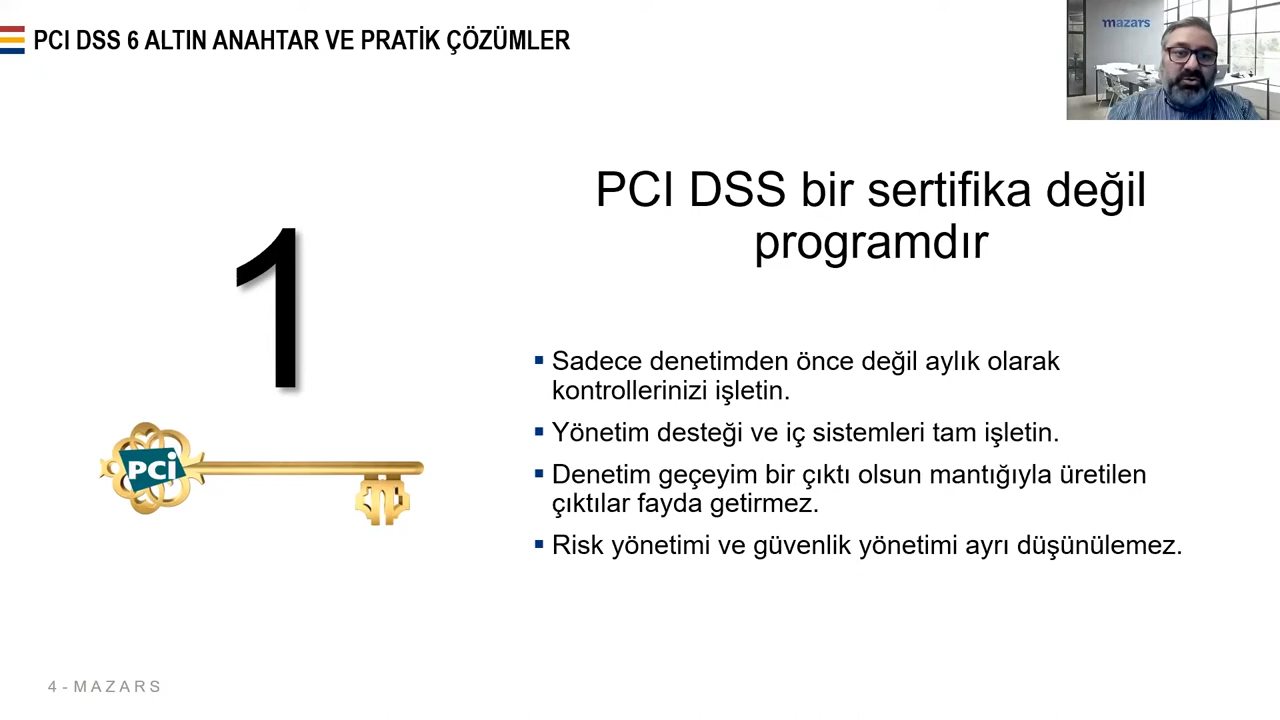 PCI DSS 6 ALTIN ANAHTAR VE PRATİK ÇÖZÜMLER
mazars
PCI DSS bir sertifika değil
programdır
1
PCI
Sadece denetimden önce değil aylık olarak
kontrollerinizi işletin.
Yönetim desteği ve iç sistemleri tam işletin.
Denetim geçeyim bir çıktı olsun mantığıyla üretilen
çıktılar fayda getirmez.
Risk yönetimi ve güvenlik yönetimi ayrı düşünülemez.
4 - MAZARS